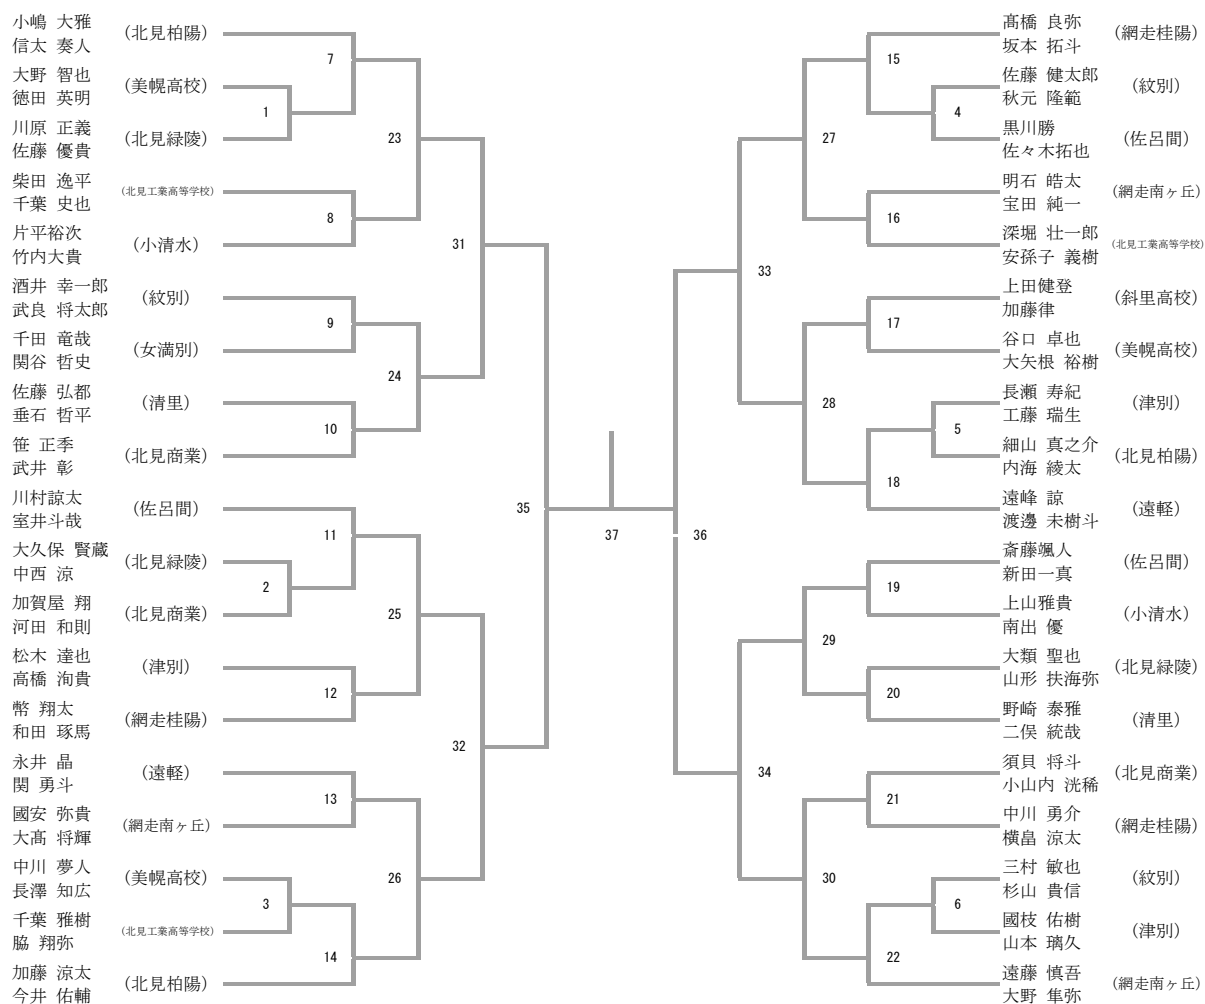 小嶋 大雅
信太 奏人
(北見柏陽)
大野 智也
徳田 英明
(美幌高校)
川原 正義
佐藤 優貴
(北見緑陵)
柴田 逸平
千葉 史也
(北見工業高等学校)
片平裕次
竹内大貴
(小清水)
酒井 幸一郎
武良 将太郎
(紋別)
千田 竜哉
関谷 哲史
(女満別)
佐藤 弘都
垂石 哲平
(清里)
笹 正季
武井 彰
(北見商業)
川村諒太
室井斗哉
(佐呂間)
大久保 賢蔵
中西 涼
(北見緑陵)
加賀屋 翔
河田 和則
(北見商業)
松木 達也
高橋 洵貴
(津別)
幣 翔太
和田 琢馬
(網走桂陽)
永井 晶
関 勇斗
(遠軽)
國安 弥貴
大髙 将輝
(網走南ヶ丘)
中川 夢人
長澤 知広
(美幌高校)
千葉 雅樹
脇 翔弥
(北見工業高等学校)
加藤 涼太
今井 佑輔
(北見柏陽)
1
2
3
7
8
9
10
11
12
13
14
23
24
25
26
31
32
35
37
36
33
34
27
28
29
30
15
16
17
18
19
20
21
22
4
5
6
髙橋 良弥
坂本 拓斗
(網走桂陽)
佐藤 健太郎
秋元 隆範
(紋別)
黒川勝
佐々木拓也
(佐呂間)
明石 皓太
宝田 純一
(網走南ヶ丘)
深堀 壮一郎
安孫子 義樹
(北見工業高等学校)
上田健登
加藤律
(斜里高校)
谷口 卓也
大矢根 裕樹
(美幌高校)
長瀬 寿紀
工藤 瑞生
(津別)
細山 真之介
内海 綾太
(北見柏陽)
遠峰 諒
渡邊 未樹斗
(遠軽)
斎藤颯人
新田一真
(佐呂間)
上山雅貴
南出 優
(小清水)
大類 聖也
山形 扶海弥
(北見緑陵)
野崎 泰雅
二俣 統哉
(清里)
須貝 将斗
小山内 洸稀
(北見商業)
中川 勇介
横畠 涼太
(網走桂陽)
三村 敏也
杉山 貴信
(紋別)
國枝 佑樹
山本 璃久
(津別)
遠藤 慎吾
大野 隼弥
(網走南ヶ丘)